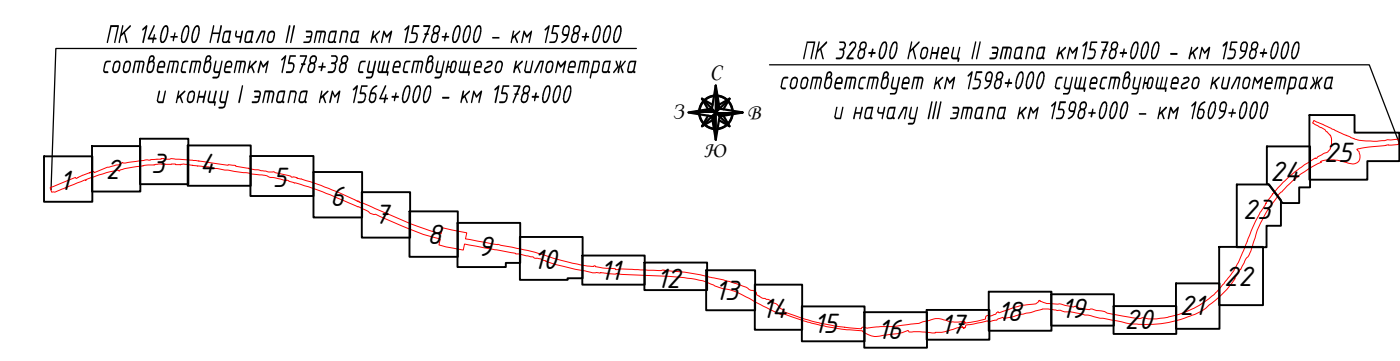 ПК 140+00 Начало II этапа км 1578+000 - км 1598+000
соответствуеткм 1578+38 существующего километража
и концу I этапа км 1564+000 - км 1578+000
ПК 328+00 Конец II этапа км1578+000 - км 1598+000
соответствует км 1598+000 существующего километража
и началу III этапа км 1598+000 - км 1609+000
С
З
В
Ю
1
2
3
4
5
6
7
8
9
10
11
12
13
14
15
16
17
18
19
20
21
22
23
24
25